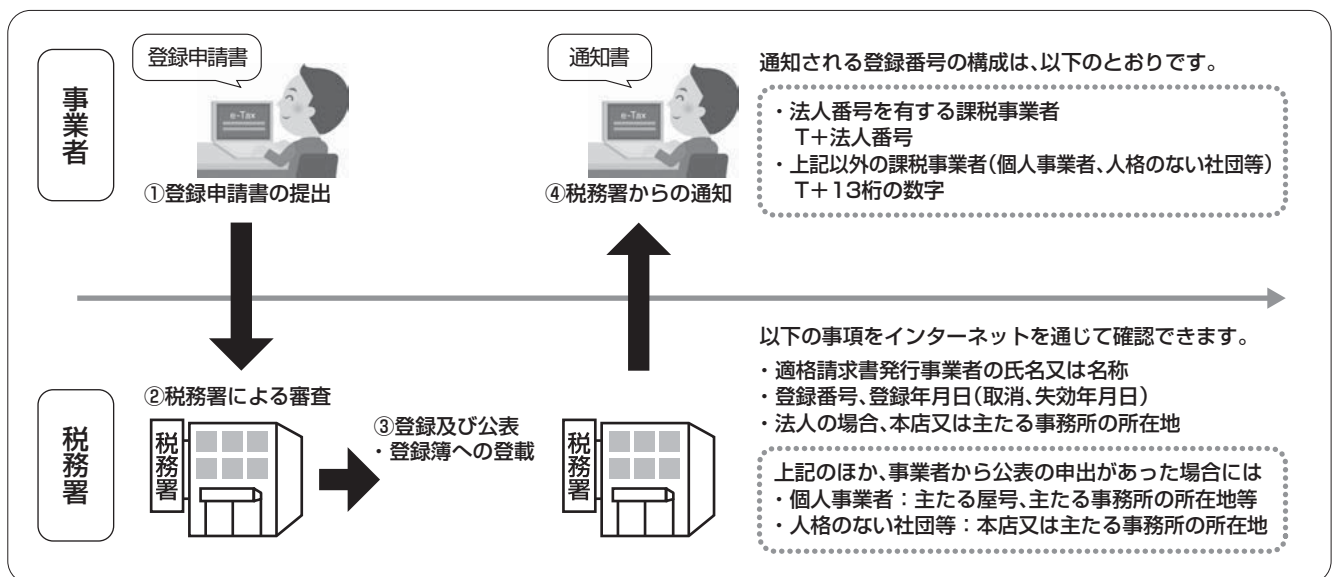 事業者
登録申請書
e-Tax
①登録申請書の提出
通知書
e-Tax
④税務署からの通知
通知される登録番号の構成は、以下のとおりです。
・法人番号を有する課税事業者
T+法人番号
・上記以外の課税事業者(個人事業者、人格のない社団等)
T+13桁の数字
税務署
②税務署による審査
税務署
③登録及び公表
・登録簿への登載
税務署
以下の事項をインターネットを通じて確認できます。
・適格請求書発行事業者の氏名又は名称
・登録番号、登録年月日(取消、失効年月日)
・法人の場合、本店又は主たる事務所の所在地
上記のほか、事業者から公表の申出があった場合には
・個人事業者：主たる屋号、主たる事務所の所在地等
・人格のない社団等：本店又は主たる事務所の所在地